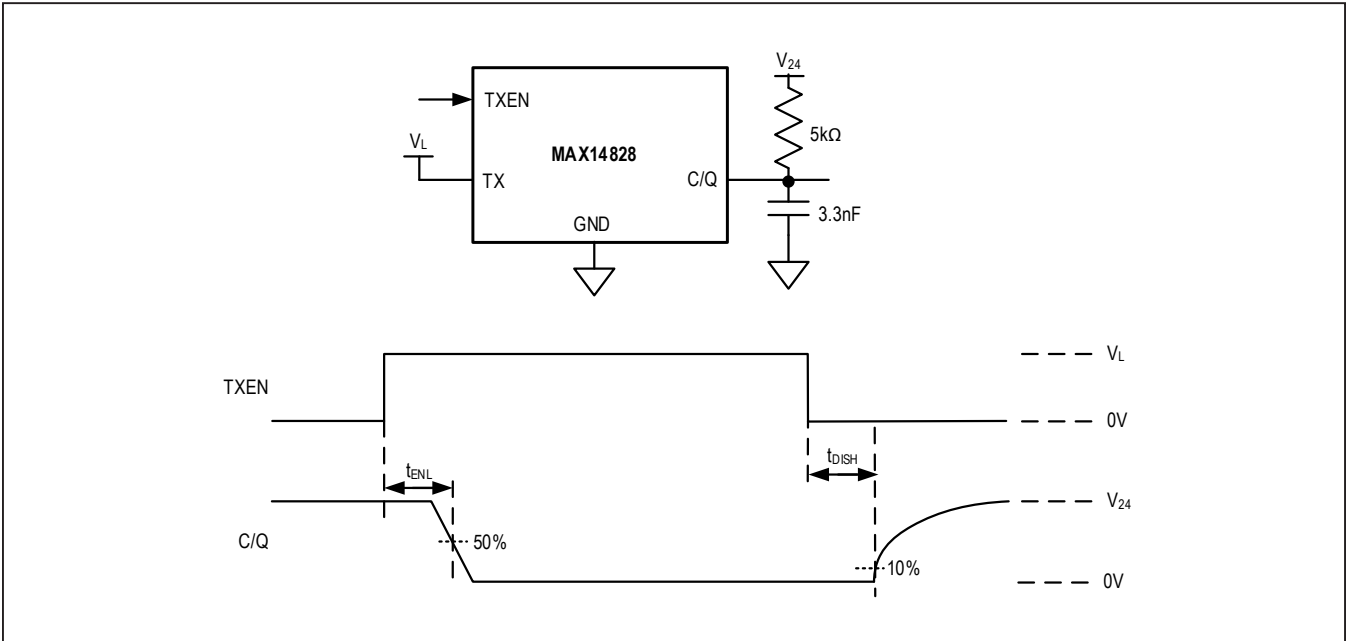 V24
TXEN
5kΩ
VL
MAX14828
TX
C/Q
3.3nF
GND
VL
TXEN
0V
tENL
tDISH
V24
C/Q
50%
10%
0V